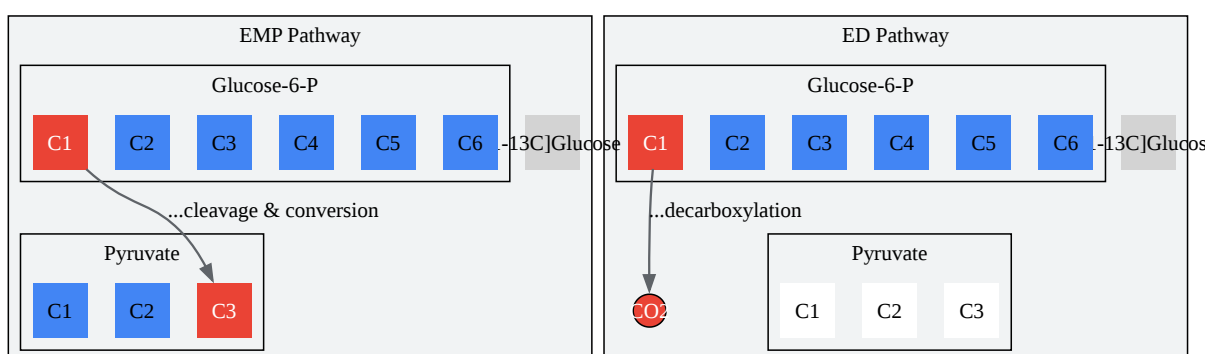 EMP Pathway
Glucose-6-P
C1 C2 C3 C4 C5 C6 -13C]Glucose
...cleavage & conversion
Pyruvate
C1 C2 C3
ED Pathway
Glucose-6-P
C1 C2 C3 C4 C5 C6 -13C]Glucos
...decarboxylation
CO2
Pyruvate
C1 C2 C3